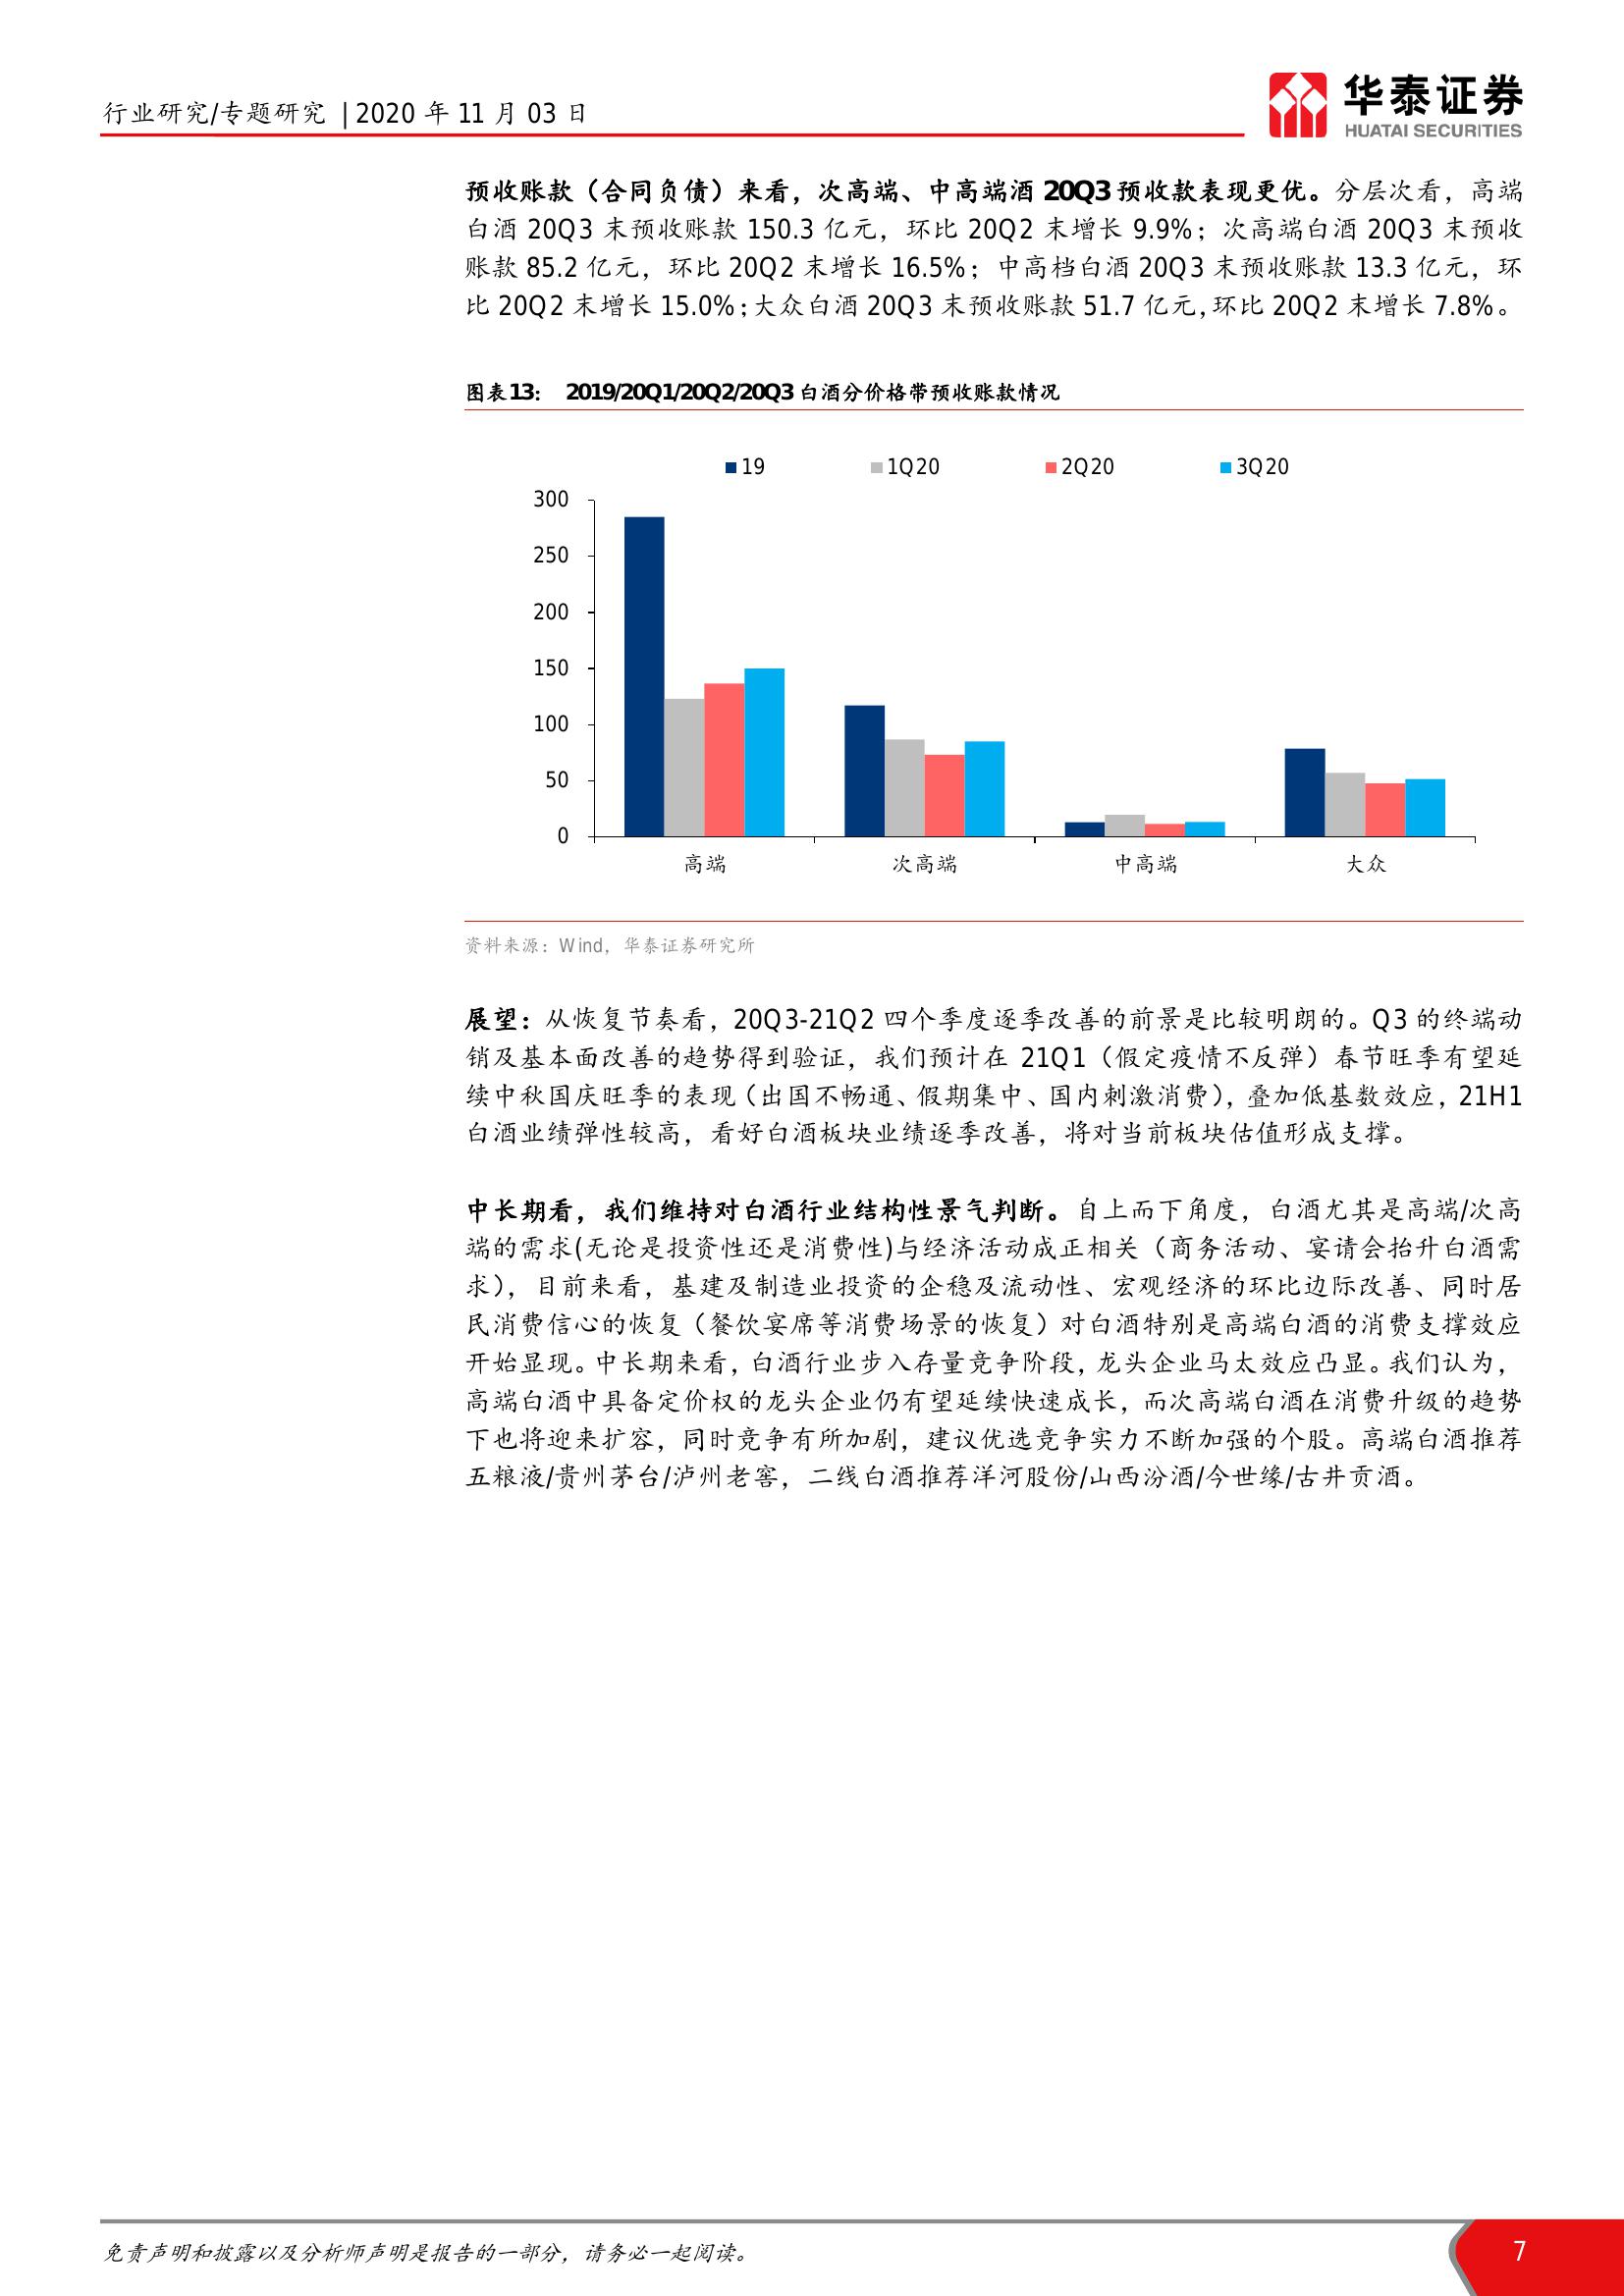 行业研究/专题研究 | 2020 年 11 月 03 日
华泰证券
HUATAI SECURITIES
预收账款（合同负债）来看，次高端、中高端酒 20Q3 预收款表现更优。分层次看，高端
白酒 20Q3 末预收账款 150.3 亿元，环比 20Q2 末增长 9.9%；次高端白酒 20Q3 末预收
账款 85.2 亿元，环比 20Q2 末增长 16.5%；中高档白酒 20Q3 末预收账款 13.3 亿元，环
比 20Q2 末增长 15.0%；大众白酒 20Q3 末预收账款 51.7 亿元，环比 20Q2 末增长 7.8%。
图表13： 2019/20Q1/20Q2/20Q3 白酒分价格带预收账款情况
19 1Q20 2Q20 3Q20
300
250
200
150
100
50
0
高端 次高端 中高端 大众
资料来源：Wind，华泰证券研究所
展望：从恢复节奏看，20Q3-21Q2 四个季度逐季改善的前景是比较明朗的。Q3 的终端动
销及基本面改善的趋势得到验证，我们预计在 21Q1（假定疫情不反弹）春节旺季有望延
续中秋国庆旺季的表现（出国不畅通、假期集中、国内刺激消费），叠加低基数效应，21H1
白酒业绩弹性较高，看好白酒板块业绩逐季改善，将对当前板块估值形成支撑。
中长期看，我们维持对白酒行业结构性景气判断。自上而下角度，白酒尤其是高端/次高
端的需求(无论是投资性还是消费性)与经济活动成正相关（商务活动、宴请会抬升白酒需
求），目前来看，基建及制造业投资的企稳及流动性、宏观经济的环比边际改善、同时居
民消费信心的恢复（餐饮宴席等消费场景的恢复）对白酒特别是高端白酒的消费支撑效应
开始显现。中长期来看，白酒行业步入存量竞争阶段，龙头企业马太效应凸显。我们认为，
高端白酒中具备定价权的龙头企业仍有望延续快速成长，而次高端白酒在消费升级的趋势
下也将迎来扩容，同时竞争有所加剧，建议优选竞争实力不断加强的个股。高端白酒推荐
五粮液/贵州茅台/泸州老窖，二线白酒推荐洋河股份/山西汾酒/今世缘/古井贡酒。
免责声明和披露以及分析师声明是报告的一部分，请务必一起阅读。
7